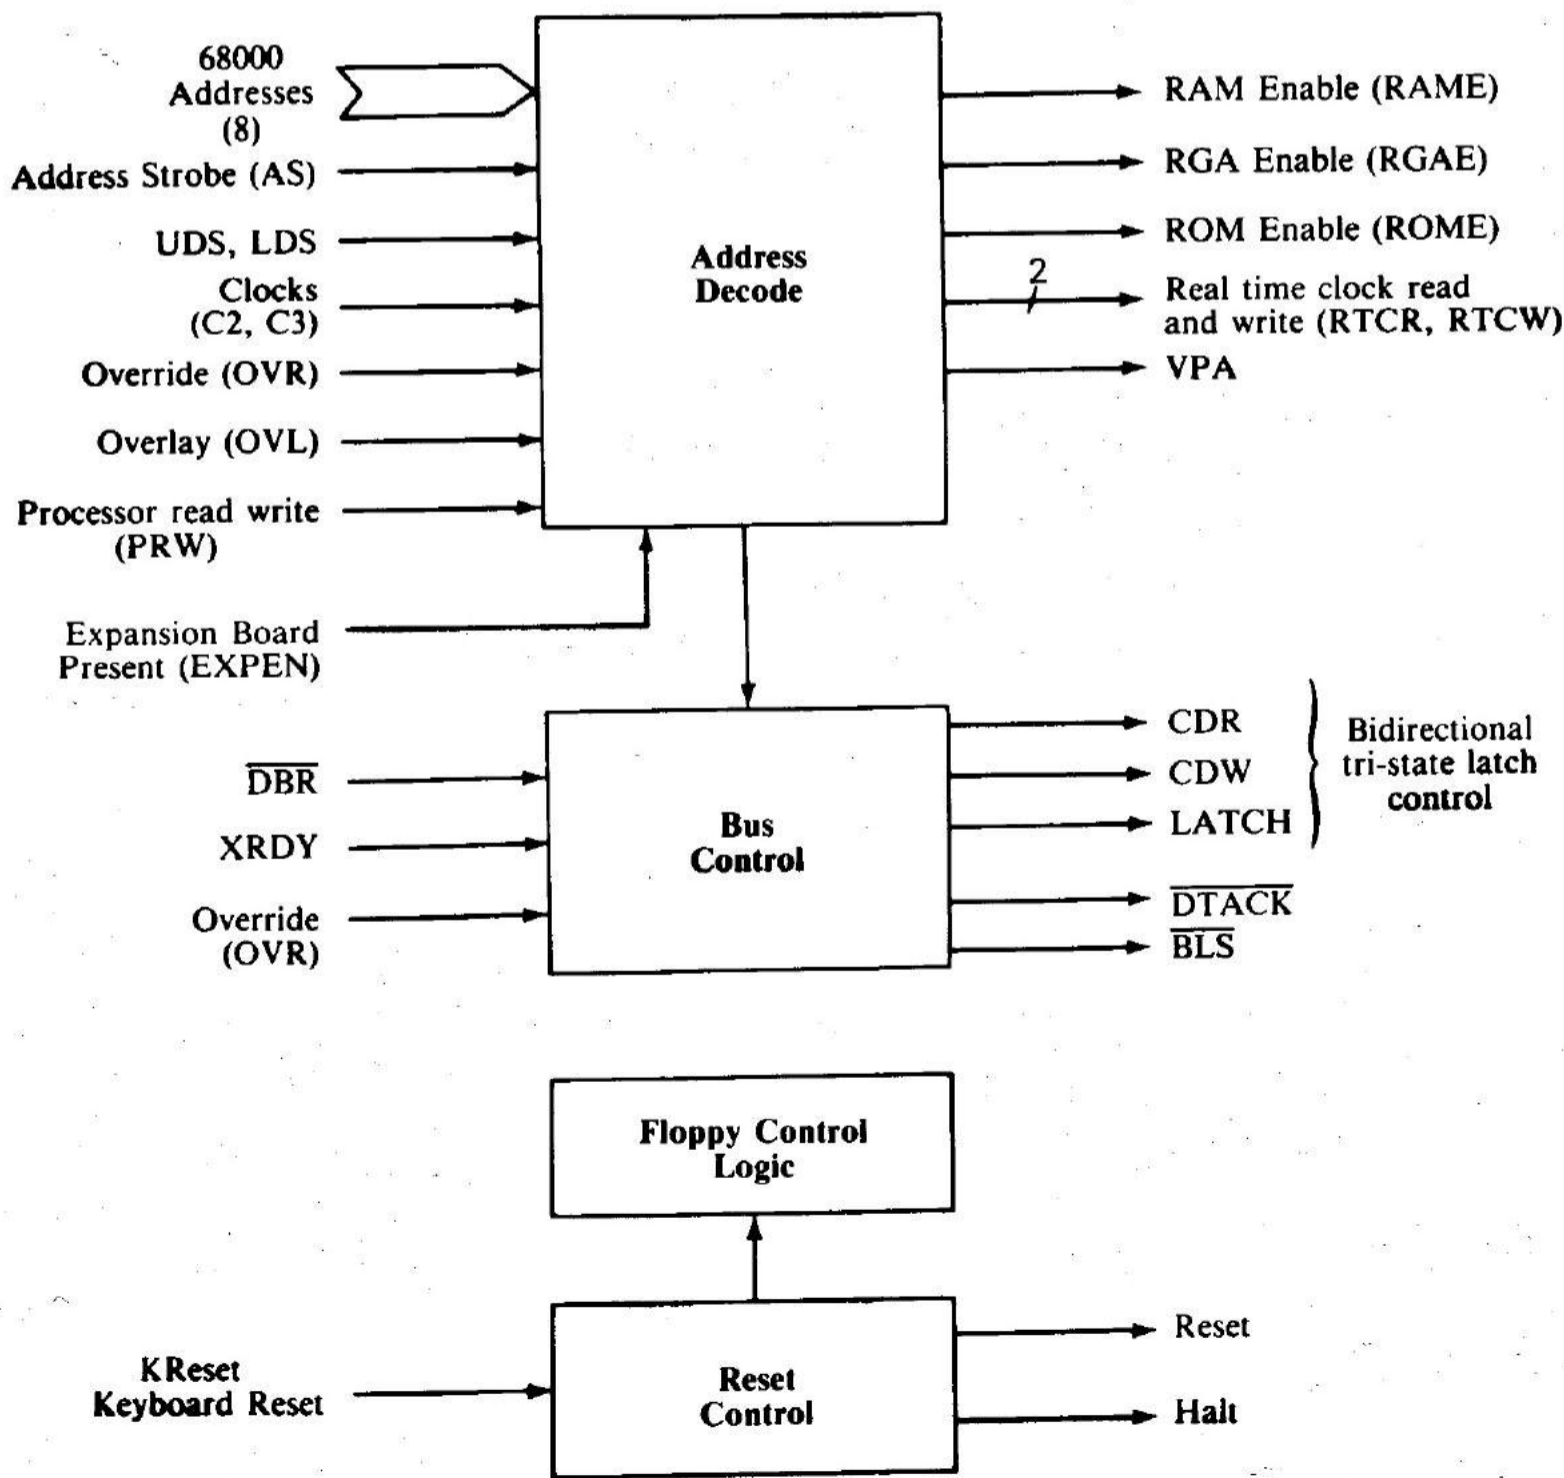 68000
Addresses
(8)
Address Strobe (AS)
UDS, LDS
Clocks
(C2, C3)
Override (OVR)
Overlay (OVL)
Processor read write
(PRW)
Expansion Board
Present (EXPEN)
Address
Decode
RAM Enable (RAME)
RGA Enable (RGAE)
ROM Enable (ROME)
2
Real time clock read
and write (RTCR, RTCW)
VPA
D̅B̅R̅
XRDY
Override
(OVR)
Bus
Control
CDR
CDW
LATCH
Bidirectional
tri-state latch
control
D̅T̅A̅C̅K̅
B̅L̅S̅
Floppy Control
Logic
KReset
Keyboard Reset
Reset
Control
Reset
Halt